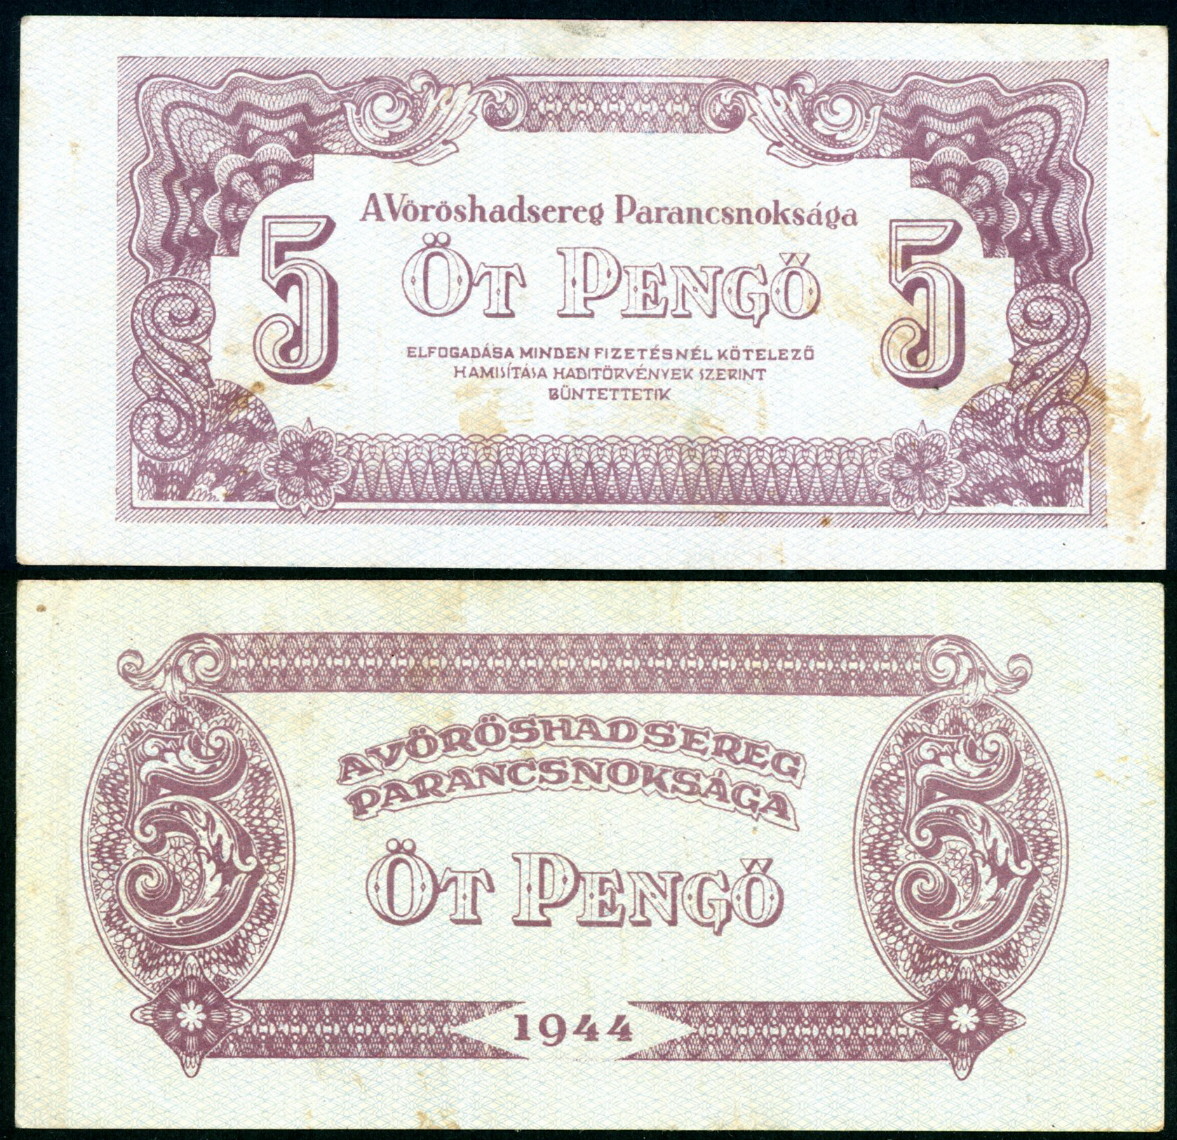 A Vöröshadsereg Parancsnoksága
5 ÖT PENGŐ 5
ELFOGADÁSA MINDEN FIZETÉSNÉL KÖTELEZŐ
HAMISÍTÁSA HADITÖRVÉNYEK SZERINT
BÜNTETTETIK
A VÖRÖSHADSEREG
PARANCSNOKSÁGA
5 5
ÖT PENGŐ
1944